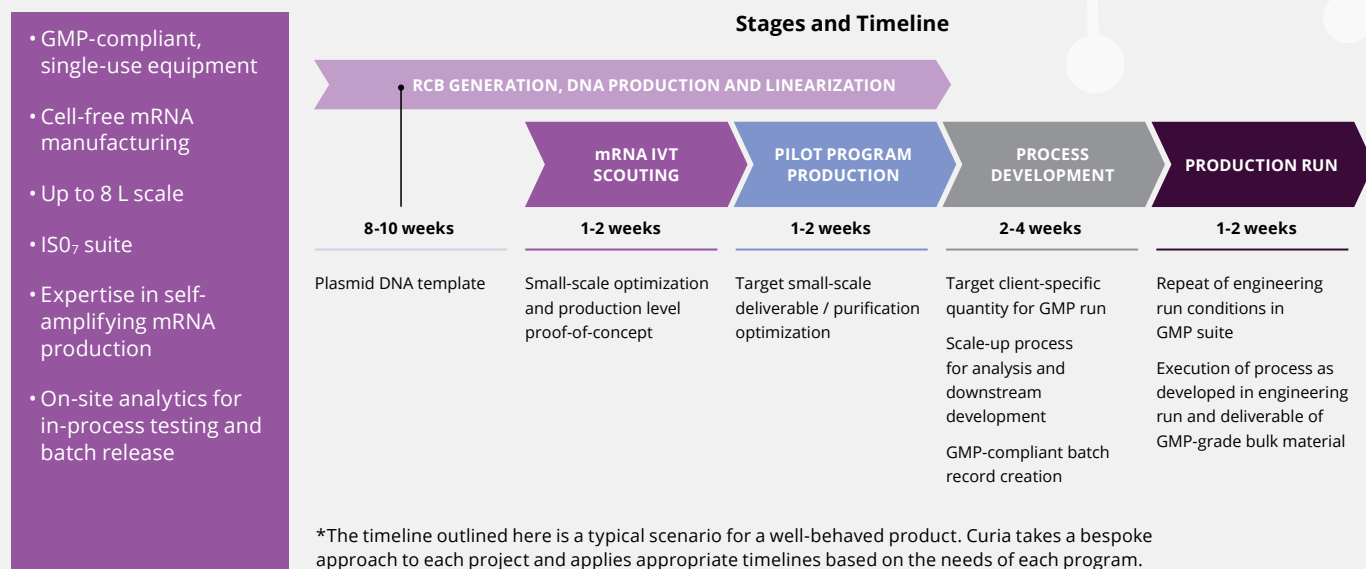 • GMP-compliant,
single-use equipment
• Cell-free mRNA
manufacturing
• Up to 8 L scale
• IS0₇ suite
• Expertise in self-
amplifying mRNA
production
• On-site analytics for
in-process testing and
batch release
Stages and Timeline
RCB GENERATION, DNA PRODUCTION AND LINEARIZATION
mRNA IVT
SCOUTING
PILOT PROGRAM
PRODUCTION
PROCESS
DEVELOPMENT
PRODUCTION RUN
8-10 weeks
Plasmid DNA template
1-2 weeks
Small-scale optimization
and production level
proof-of-concept
1-2 weeks
Target small-scale
deliverable / purification
optimization
2-4 weeks
Target client-specific
quantity for GMP run
Scale-up process
for analysis and
downstream
development
GMP-compliant batch
record creation
1-2 weeks
Repeat of engineering
run conditions in
GMP suite
Execution of process as
developed in engineering
run and deliverable of
GMP-grade bulk material
*The timeline outlined here is a typical scenario for a well-behaved product. Curia takes a bespoke
approach to each project and applies appropriate timelines based on the needs of each program.